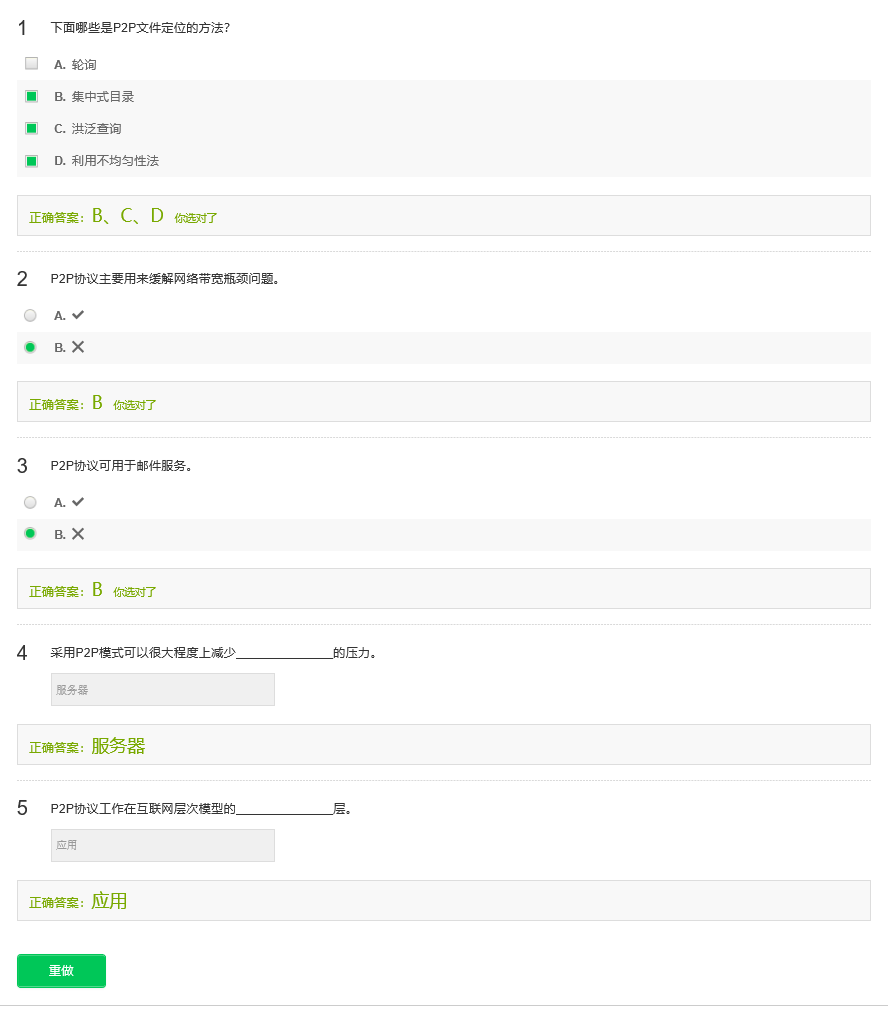 1 下面哪些是P2P文件定位的方法?
A. 轮询
B. 集中式目录
C. 洪泛查询
D. 利用不均匀性法
正确答案：B、C、D 你选对了
2 P2P协议主要用来缓解网络带宽瓶颈问题。
A. ✔
B. ✕
正确答案：B 你选对了
3 P2P协议可用于邮件服务。
A. ✔
B. ✕
正确答案：B 你选对了
4 采用P2P模式可以很大程度上减少______________的压力。
服务器
正确答案：服务器
5 P2P协议工作在互联网层次模型的______________层。
应用
正确答案：应用
重做